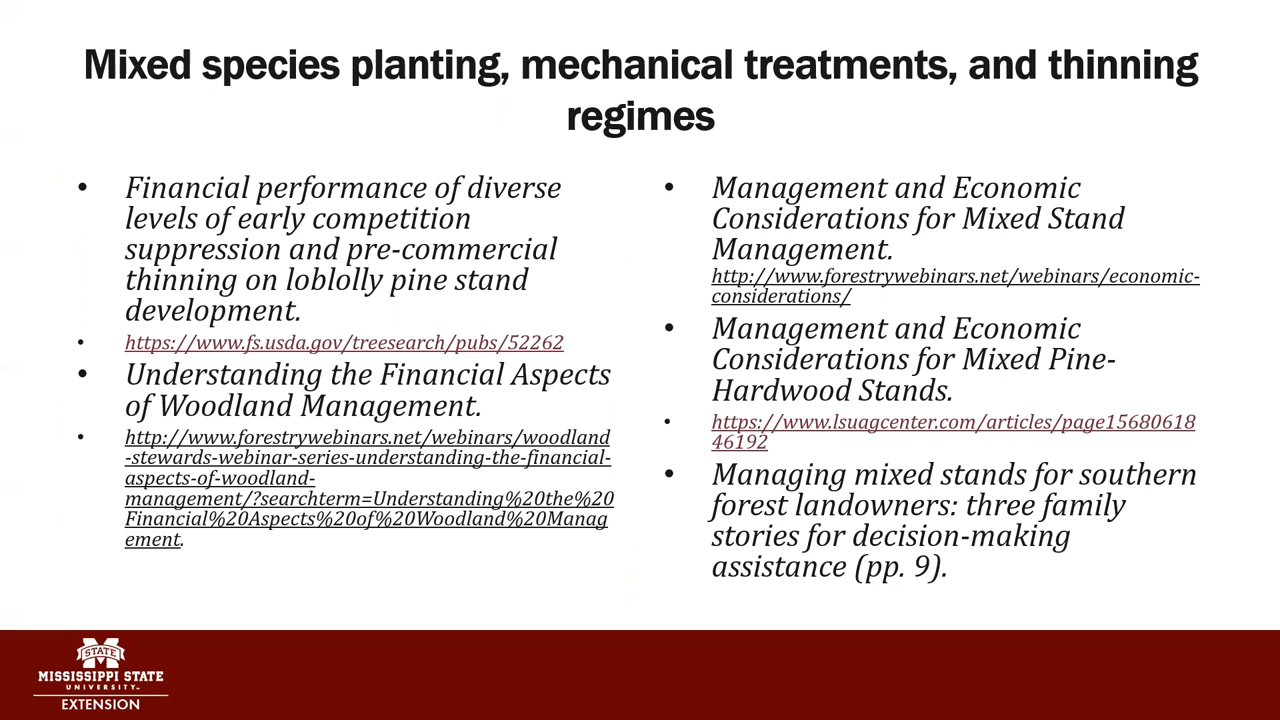 Mixed species planting, mechanical treatments, and thinning
regimes
• Financial performance of diverse
levels of early competition
suppression and pre-commercial
thinning on loblolly pine stand
development.
• https://www.fs.usda.gov/treesearch/pubs/52262
• Understanding the Financial Aspects
of Woodland Management.
• http://www.forestrywebinars.net/webinars/woodland
-stewards-webinar-series-understanding-the-financial-
aspects-of-woodland-
management/?searchterm=Understanding%20the%20
Financial%20Aspects%20of%20Woodland%20Manag
ement.
• Management and Economic
Considerations for Mixed Stand
Management.
http://www.forestrywebinars.net/webinars/economic-
considerations/
• Management and Economic
Considerations for Mixed Pine-
Hardwood Stands.
• https://www.lsuagcenter.com/articles/page15680618
46192
• Managing mixed stands for southern
forest landowners: three family
stories for decision-making
assistance (pp. 9).
STATE
MISSISSIPPI STATE
UNIVERSITY™
EXTENSION